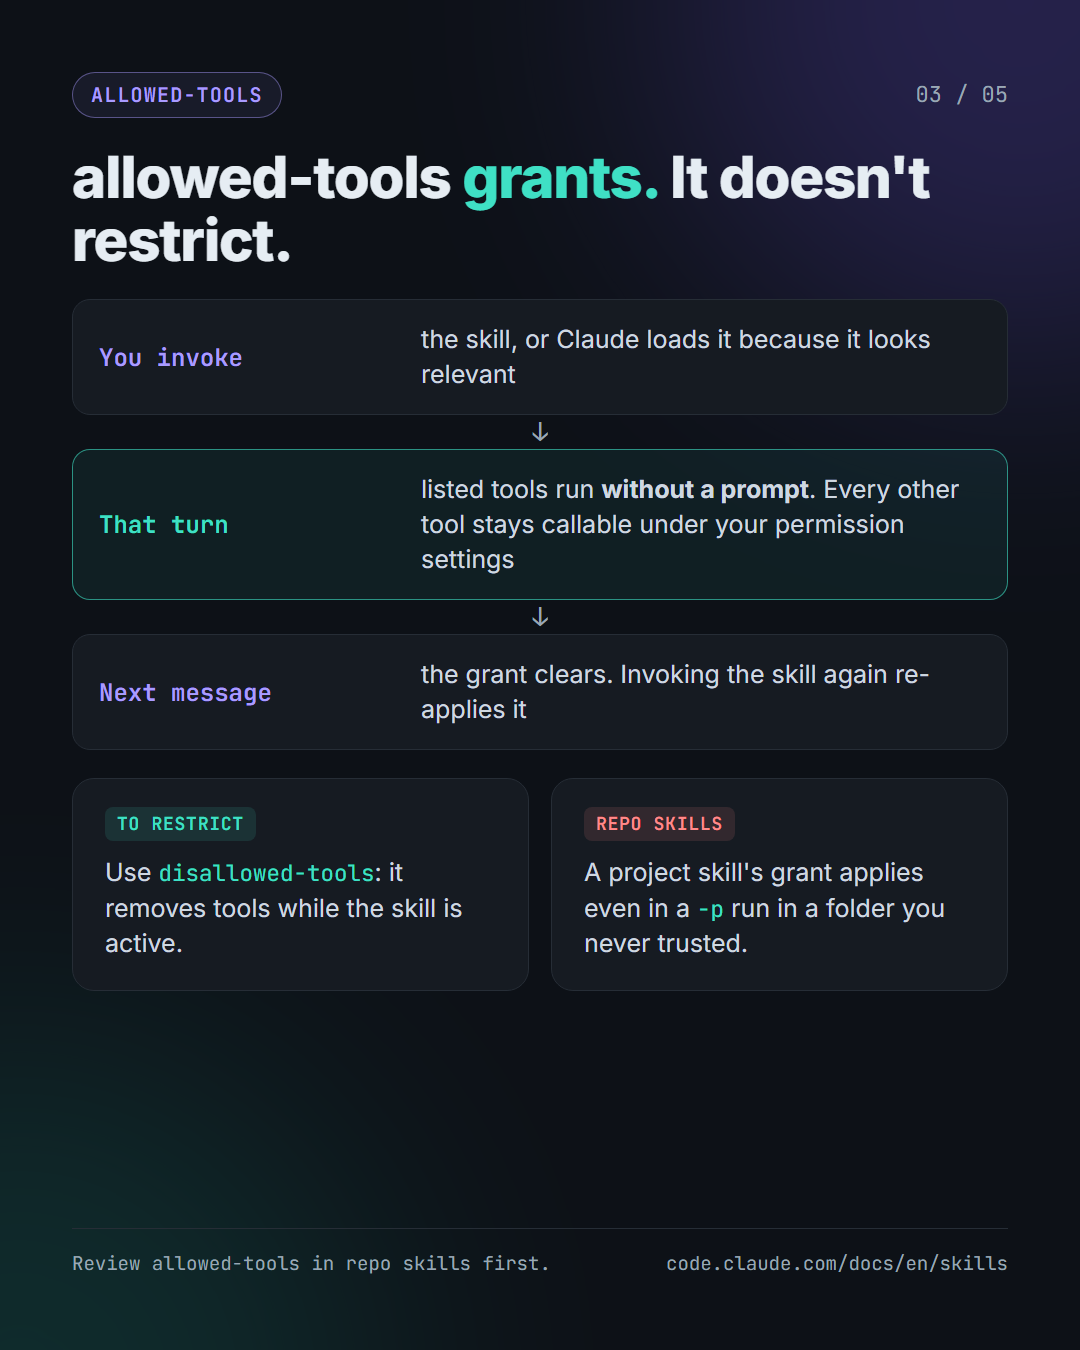 ALLOWED-TOOLS
03 / 05
allowed-tools grants. It doesn't
restrict.
You invoke
the skill, or Claude loads it because it looks
relevant
↓
That turn
listed tools run without a prompt. Every other
tool stays callable under your permission
settings
↓
Next message
the grant clears. Invoking the skill again re-
applies it
TO RESTRICT
Use disallowed-tools: it
removes tools while the skill is
active.
REPO SKILLS
A project skill's grant applies
even in a -p run in a folder you
never trusted.
Review allowed-tools in repo skills first.
code.claude.com/docs/en/skills